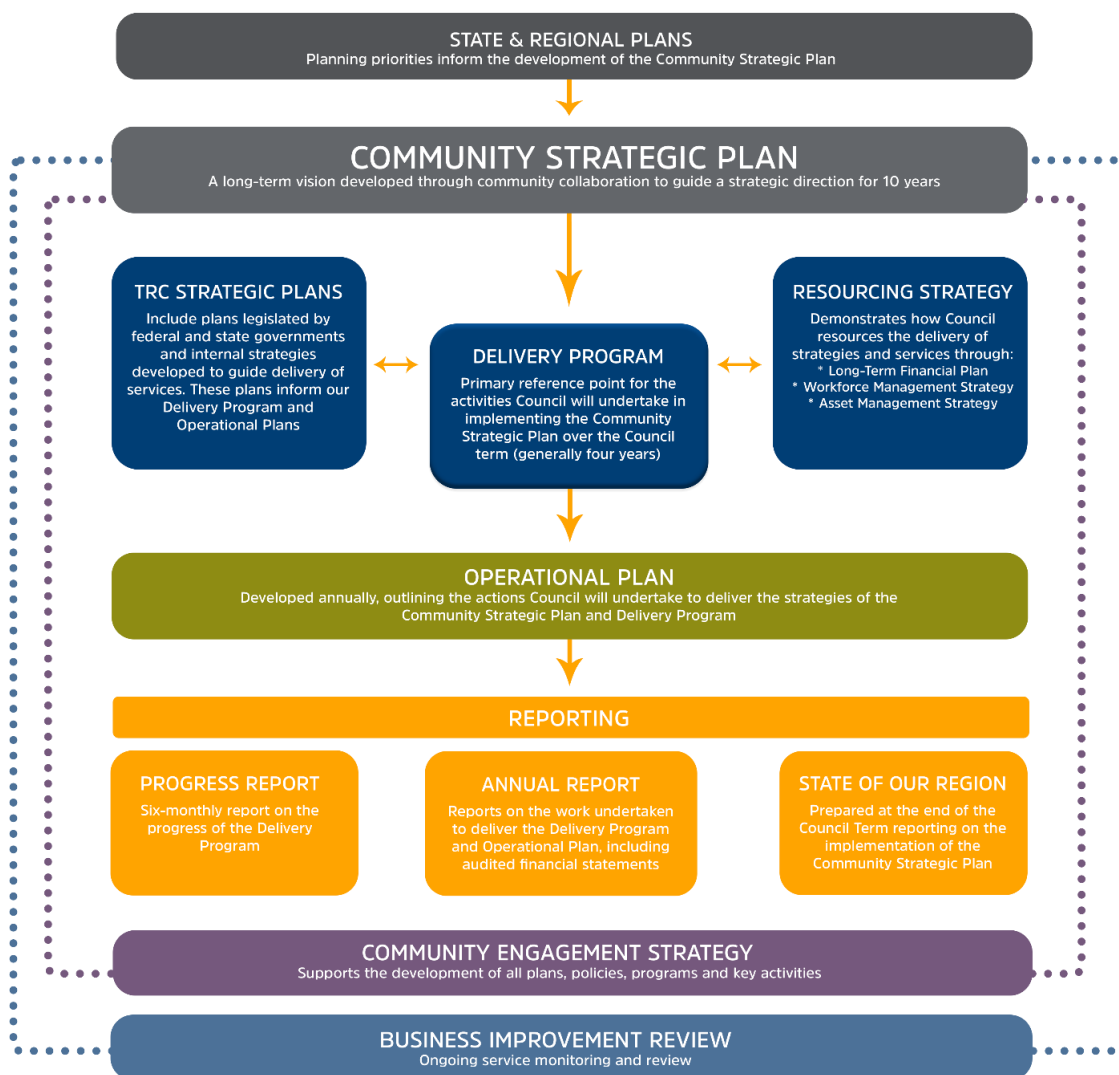 STATE & REGIONAL PLANS
Planning priorities inform the development of the Community Strategic Plan
COMMUNITY STRATEGIC PLAN
A long-term vision developed through community collaboration to guide a strategic direction for 10 years
TRC STRATEGIC PLANS
Include plans legislated by
federal and state governments
and internal strategies
developed to guide delivery of
services. These plans inform our
Delivery Program and
Operational Plans
DELIVERY PROGRAM
Primary reference point for the
activities Council will undertake in
implementing the Community
Strategic Plan over the Council
term (generally four years)
RESOURCING STRATEGY
Demonstrates how Council
resources the delivery of
strategies and services through:
* Long-Term Financial Plan
* Workforce Management Strategy
* Asset Management Strategy
OPERATIONAL PLAN
Developed annually, outlining the actions Council will undertake to deliver the strategies of the
Community Strategic Plan and Delivery Program
REPORTING
PROGRESS REPORT
Six-monthly report on the
progress of the Delivery
Program
ANNUAL REPORT
Reports on the work undertaken
to deliver the Delivery Program
and Operational Plan, including
audited financial statements
STATE OF OUR REGION
Prepared at the end of the
Council Term reporting on the
implementation of the
Community Strategic Plan
COMMUNITY ENGAGEMENT STRATEGY
Supports the development of all plans, policies, programs and key activities
BUSINESS IMPROVEMENT REVIEW
Ongoing service monitoring and review